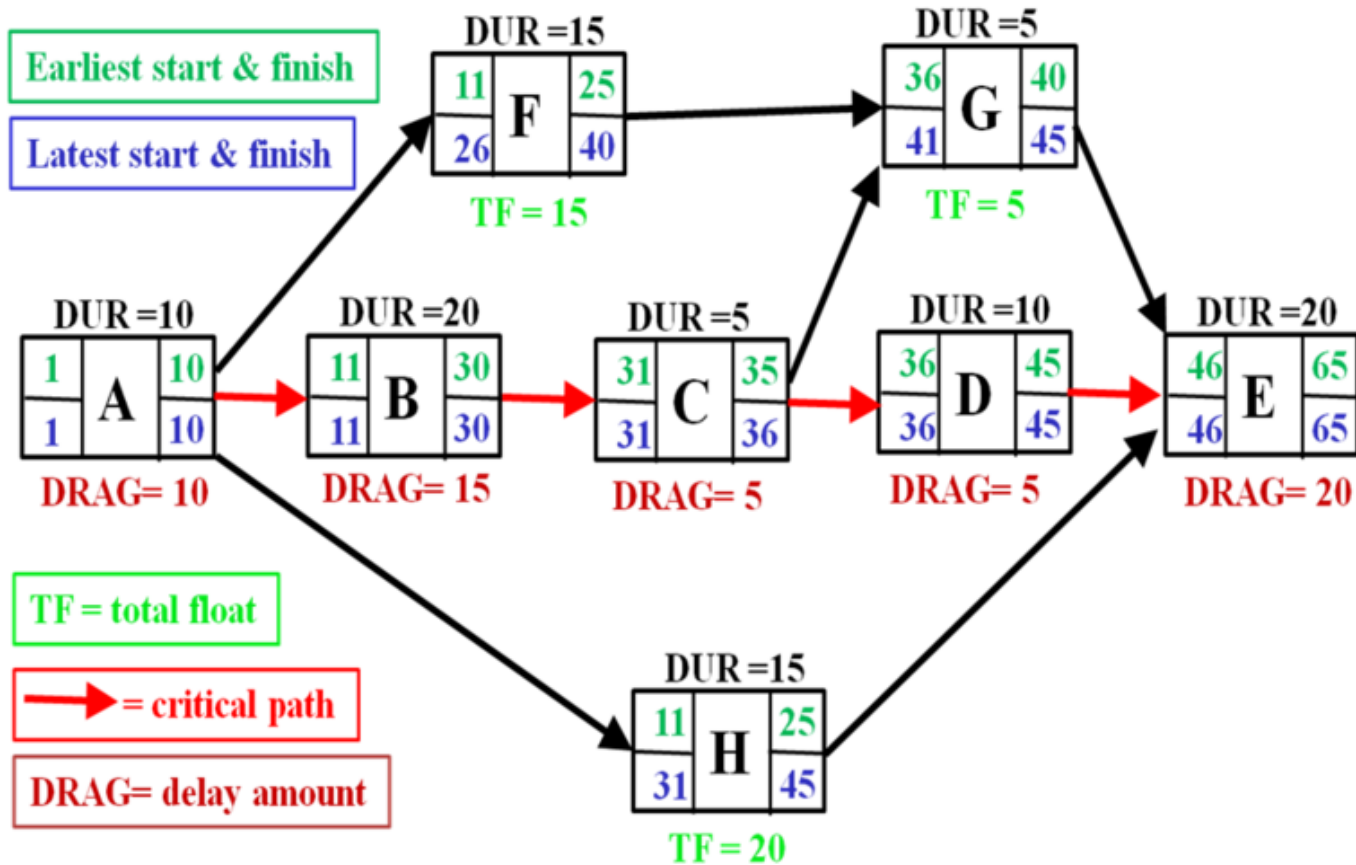 DUR =15
DUR =5
Earliest start & finish
11 F 25
26 40
36 G 40
41 45
Latest start & finish
TF = 15
TF = 5
DUR =10
DUR =20
DUR =5
DUR =10
DUR =20
1 A 10
1 10
11 B 30
11 30
31 C 35
31 36
36 D 45
36 45
46 E 65
46 65
DRAG= 10
DRAG= 15
DRAG= 5
DRAG= 5
DRAG= 20
TF = total float
= critical path
DRAG= delay amount
DUR =15
11 H 25
31 45
TF = 20